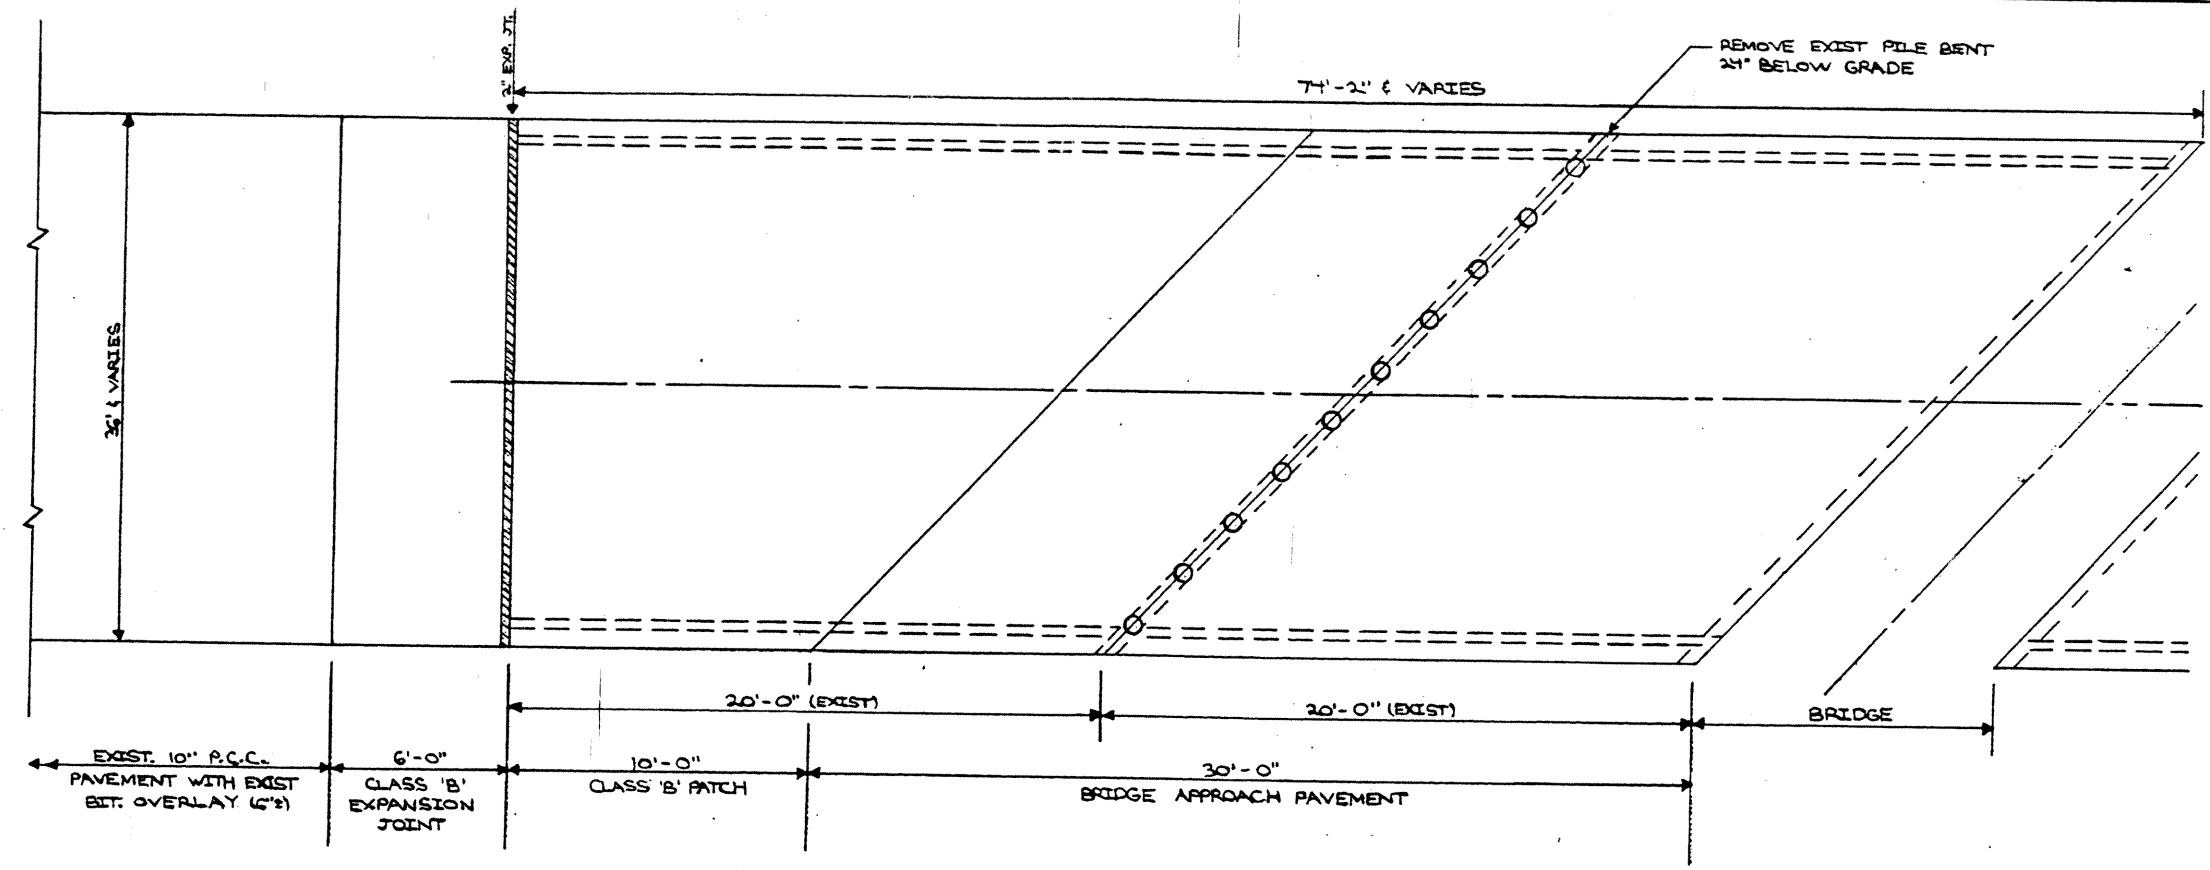 2" EXP. JT.
REMOVE EXIST PILE BENT
24" BELOW GRADE
74'-2" & VARIES
36' & VARIES
20'-0" (EXIST)
20'-0" (EXIST)
BRIDGE
EXIST. 10" P.C.C.
PAVEMENT WITH EXIST
BIT. OVERLAY (6"±)
6'-0"
CLASS 'B'
EXPANSION
JOINT
10'-0"
CLASS 'B' PATCH
30'-0"
BRIDGE APPROACH PAVEMENT